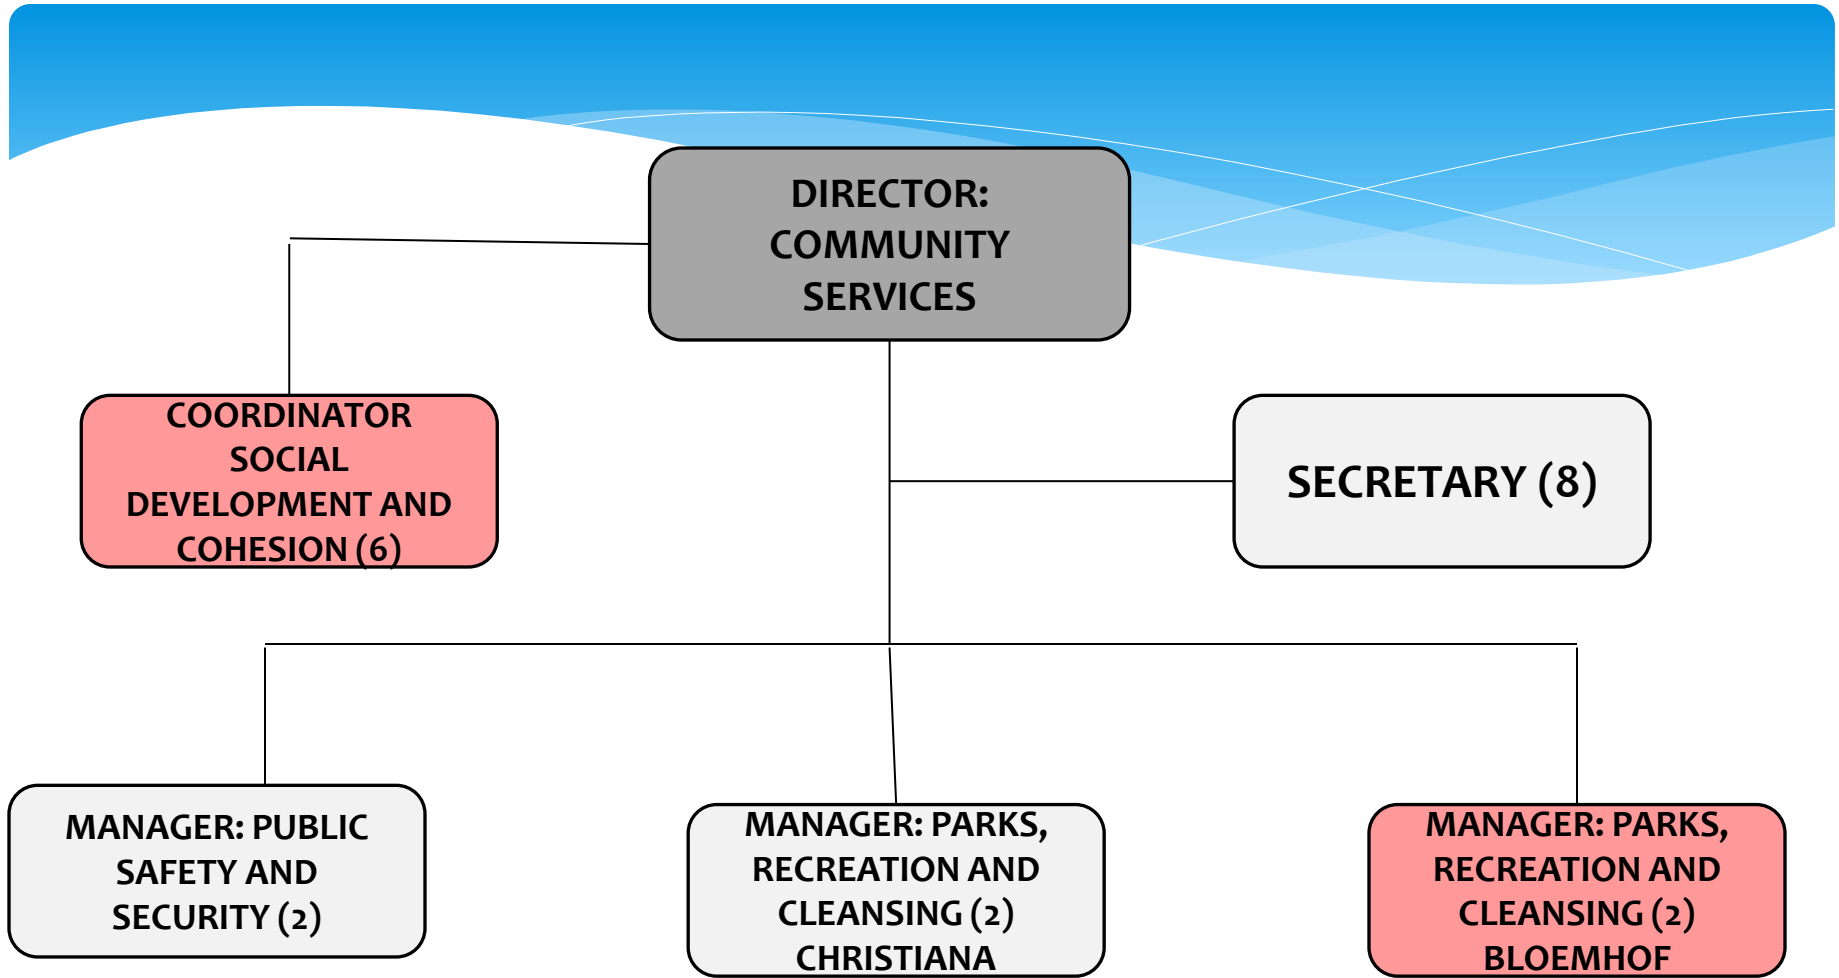 DIRECTOR:
COMMUNITY
SERVICES
COORDINATOR
SOCIAL
DEVELOPMENT AND
COHESION (6)
SECRETARY (8)
MANAGER: PUBLIC
SAFETY AND
SECURITY (2)
MANAGER: PARKS,
RECREATION AND
CLEANSING (2)
CHRISTIANA
MANAGER: PARKS,
RECREATION AND
CLEANSING (2)
BLOEMHOF